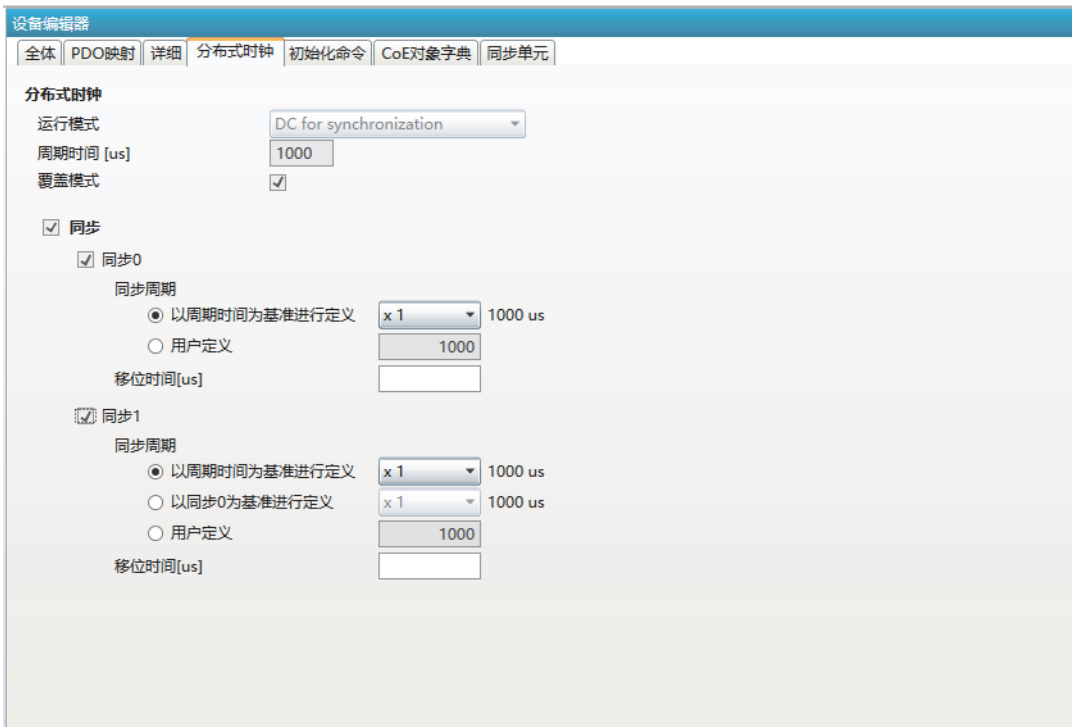 设备编辑器
全体 PDO映射 详细 分布式时钟 初始化命令 CoE对象字典 同步单元
分布式时钟
运行模式 DC for synchronization
周期时间 [us] 1000
覆盖模式
同步
同步0
同步周期
以周期时间为基准进行定义 x 1 1000 us
用户定义 1000
移位时间[us]
同步1
同步周期
以周期时间为基准进行定义 x 1 1000 us
以同步0为基准进行定义 x 1 1000 us
用户定义 1000
移位时间[us]